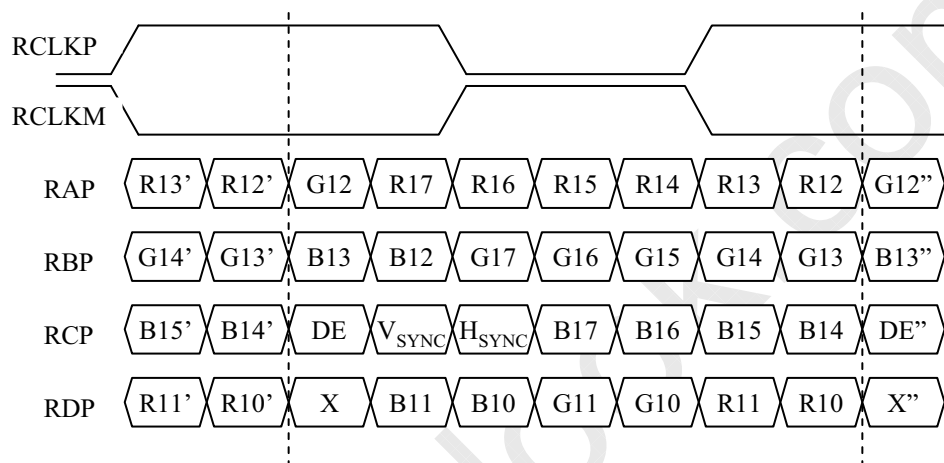 RCLKP
RCLKM
RAP R13’ R12’ G12 R17 R16 R15 R14 R13 R12 G12”
RBP G14’ G13’ B13 B12 G17 G16 G15 G14 G13 B13”
RCP B15’ B14’ DE VSYNC HSYNC B17 B16 B15 B14 DE”
RDP R11’ R10’ X B11 B10 G11 G10 R11 R10 X”